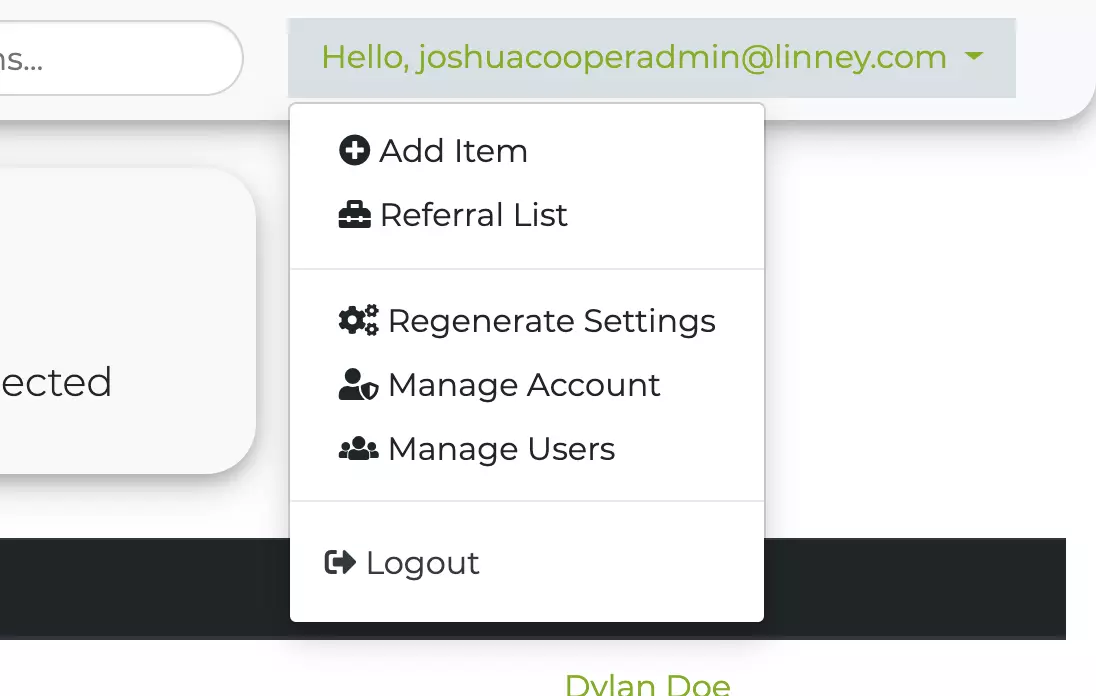 ns...
Hello, joshuacooperadmin@linney.com
Add Item
Referral List
Regenerate Settings
ected
Manage Account
Manage Users
Logout
Dylan Doe